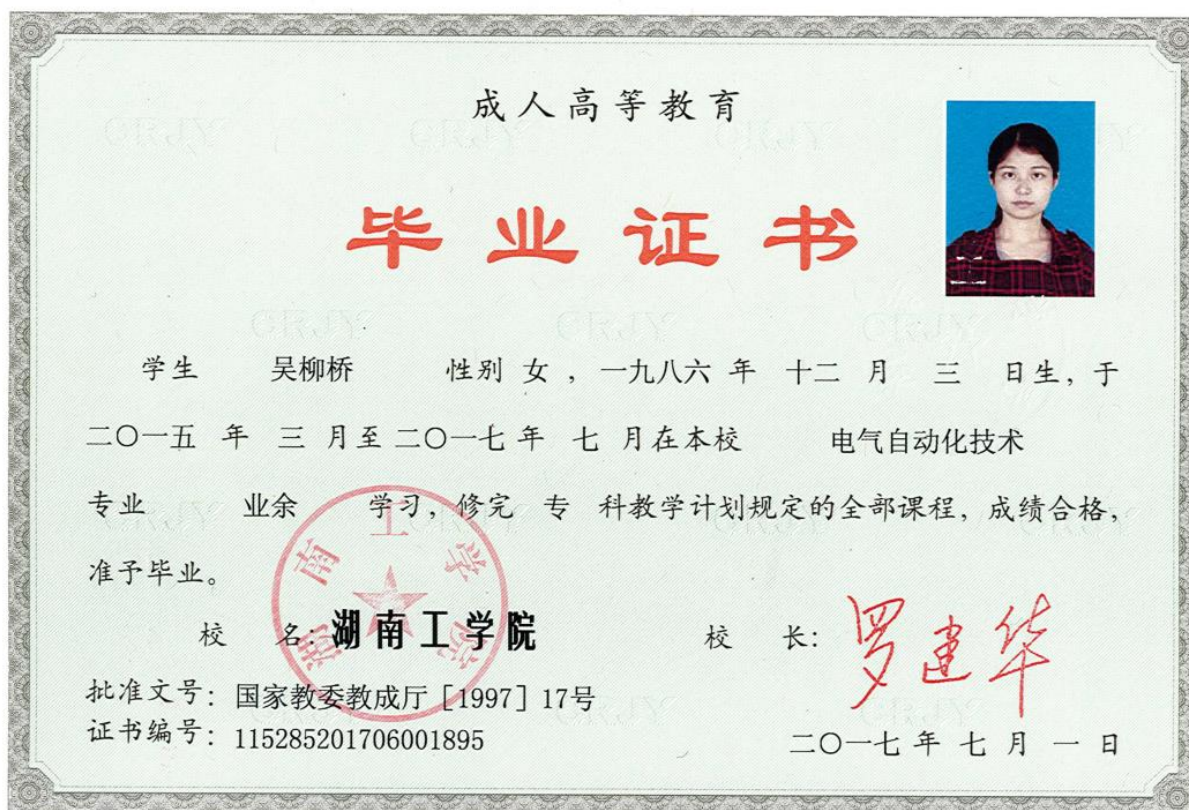 成人高等教育
毕业证书
学生 吴柳桥 性别 女，一九八六 年 十二 月 三 日生，于
二〇一五 年 三 月至 二〇一七 年 七 月在本校 电气自动化技术
专业 业余 学习，修完 专 科教学计划规定的全部课程，成绩合格，
准予毕业。
湖南工学院
校 名：湖南工学院 校 长：罗建华
批准文号：国家教委教成厅［1997］17号
证书编号：115285201706001895
二〇一七 年 七 月 一 日